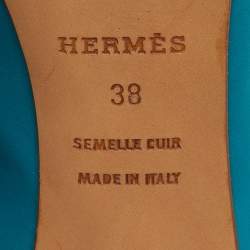 HERMÈS
38
SEMELLE CUIR
MADE IN ITALY